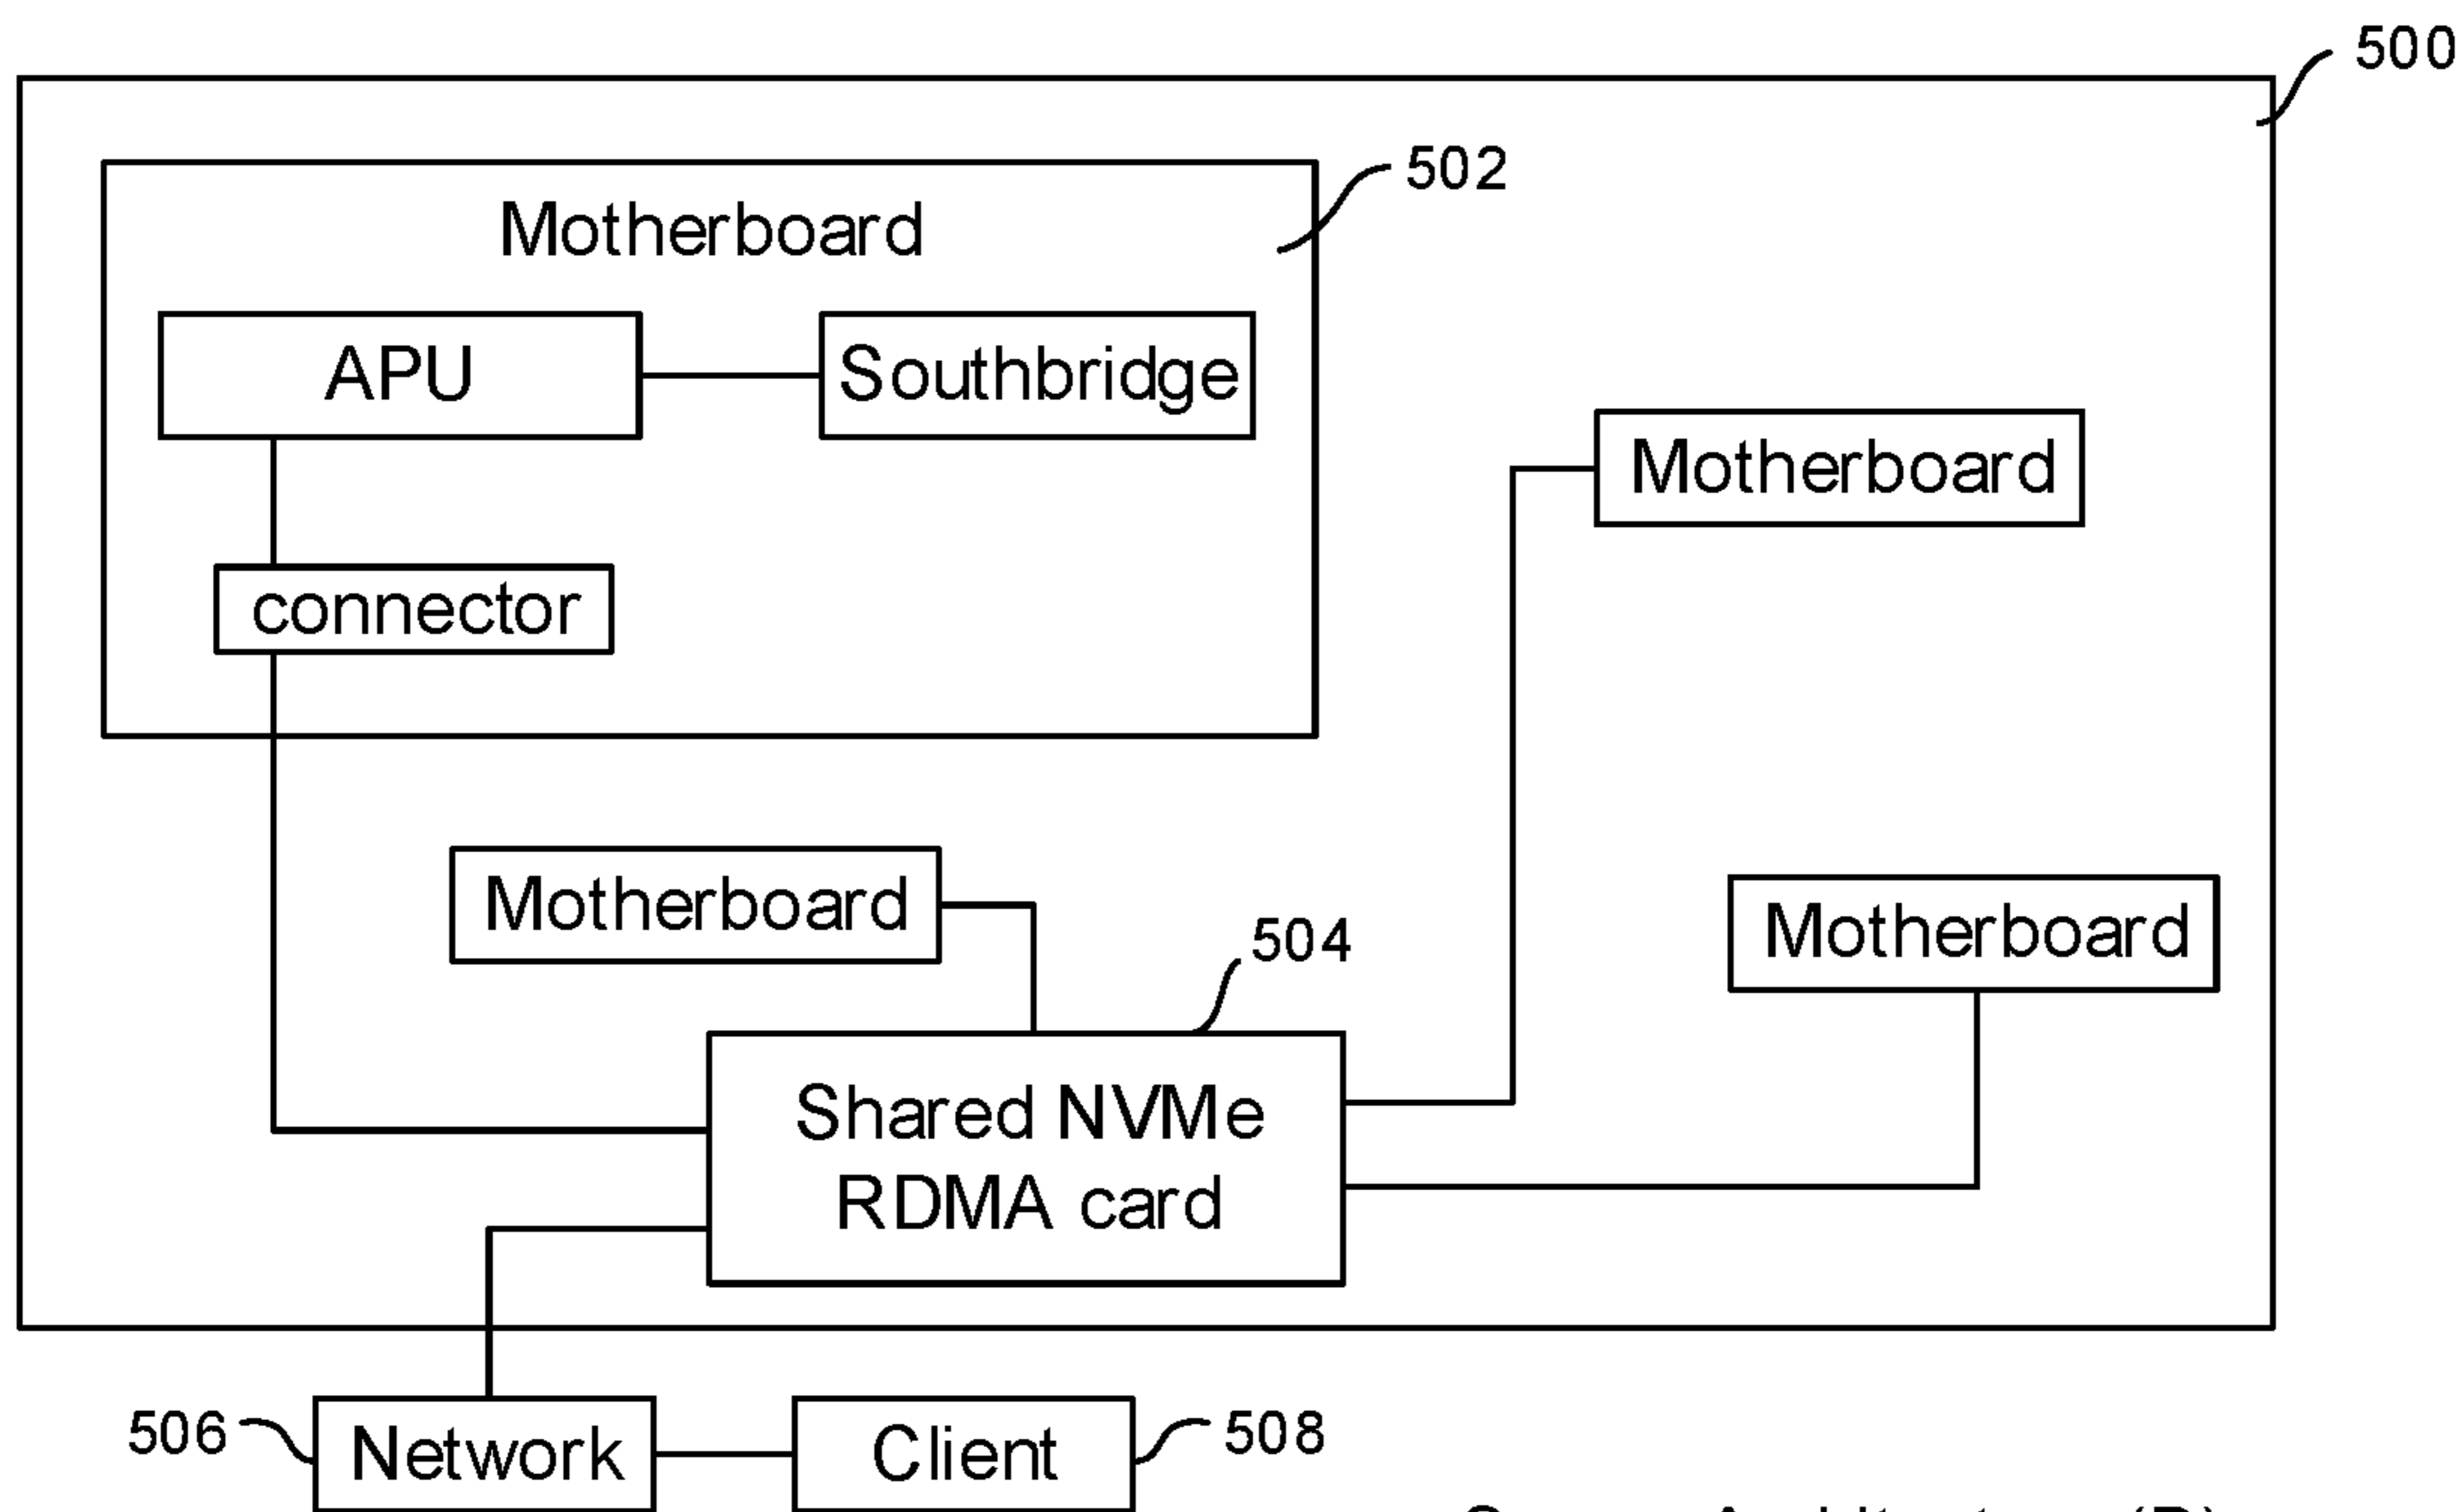 500
502
Motherboard
APU
Southbridge
Motherboard
connector
Motherboard
504
Motherboard
Shared NVMe
RDMA card
506
Network
Client
508